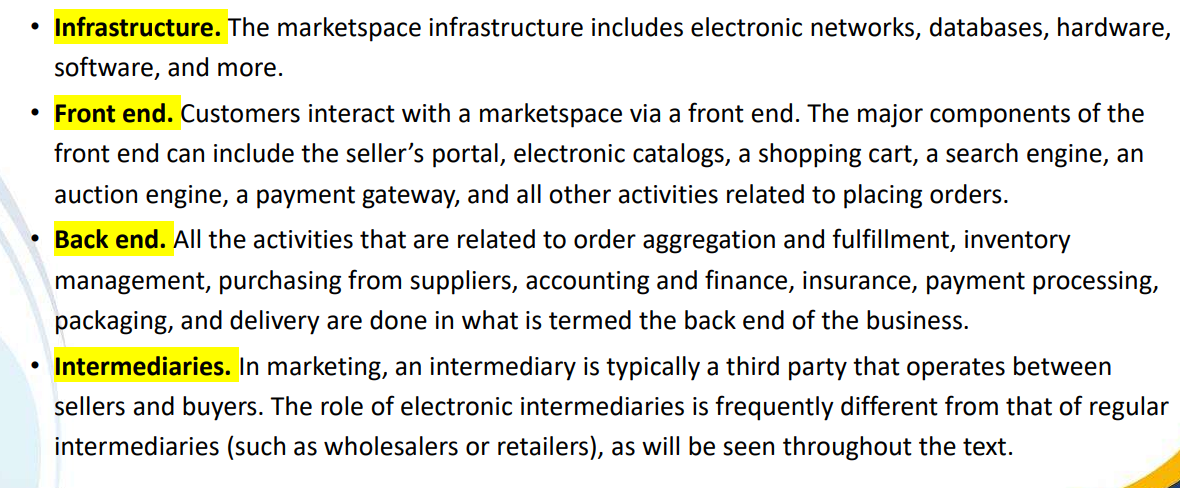 • Infrastructure. The marketspace infrastructure includes electronic networks, databases, hardware,
software, and more.
• Front end. Customers interact with a marketspace via a front end. The major components of the
front end can include the seller’s portal, electronic catalogs, a shopping cart, a search engine, an
auction engine, a payment gateway, and all other activities related to placing orders.
• Back end. All the activities that are related to order aggregation and fulfillment, inventory
management, purchasing from suppliers, accounting and finance, insurance, payment processing,
packaging, and delivery are done in what is termed the back end of the business.
• Intermediaries. In marketing, an intermediary is typically a third party that operates between
sellers and buyers. The role of electronic intermediaries is frequently different from that of regular
intermediaries (such as wholesalers or retailers), as will be seen throughout the text.